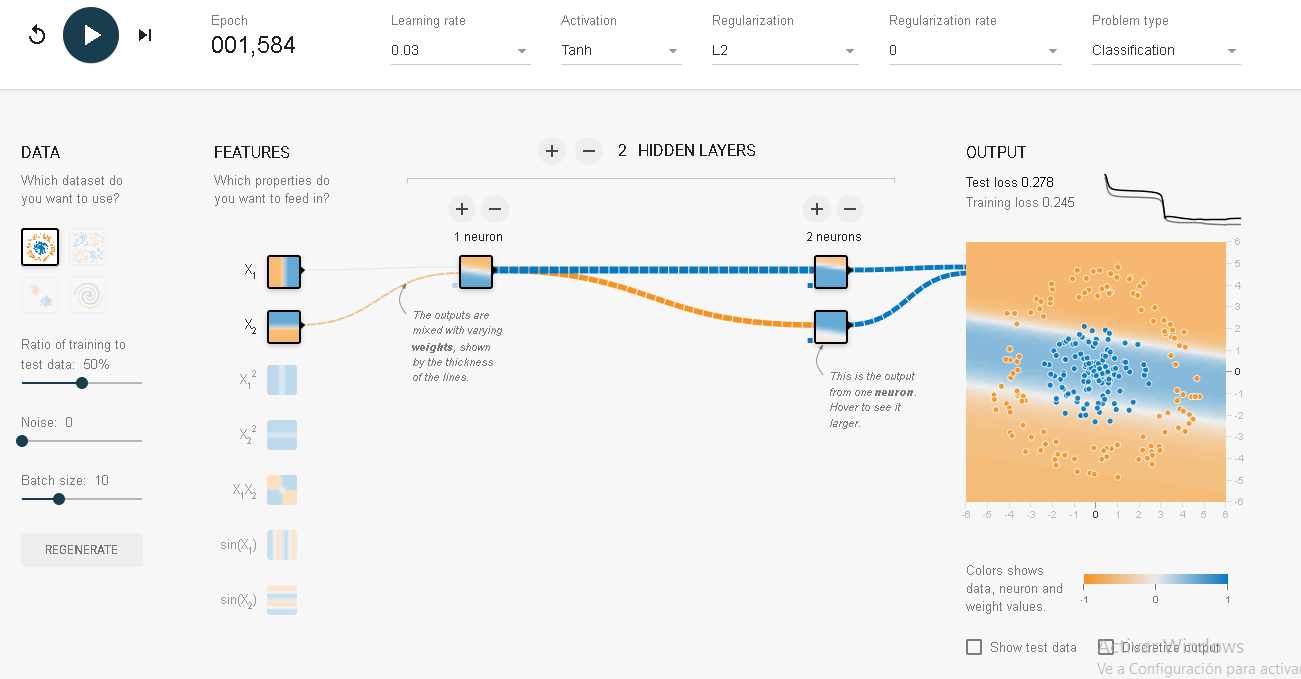 Epoch
001,584
Learning rate
0.03
Activation
Tanh
Regularization
L2
Regularization rate
0
Problem type
Classification
DATA
Which dataset do
you want to use?
Ratio of training to
test data: 50%
Noise: 0
Batch size: 10
REGENERATE
FEATURES
Which properties do
you want to feed in?
X1
X2
X1²
X2²
X1X2
sin(X1)
sin(X2)
2 HIDDEN LAYERS
1 neuron
The outputs are
mixed with varying
weights, shown
by the thickness
of the lines.
2 neurons
This is the output
from one neuron.
Hover to see it
larger.
OUTPUT
Test loss 0.278
Training loss 0.245
6
5
4
3
2
1
0
-1
-2
-3
-4
-5
-6
-6 -5 -4 -3 -2 -1 0 1 2 3 4 5 6
Colors shows
data, neuron and
weight values.
-1 0 1
Show test data
Discretize output
Activar Windows
Ve a Configuración para activar